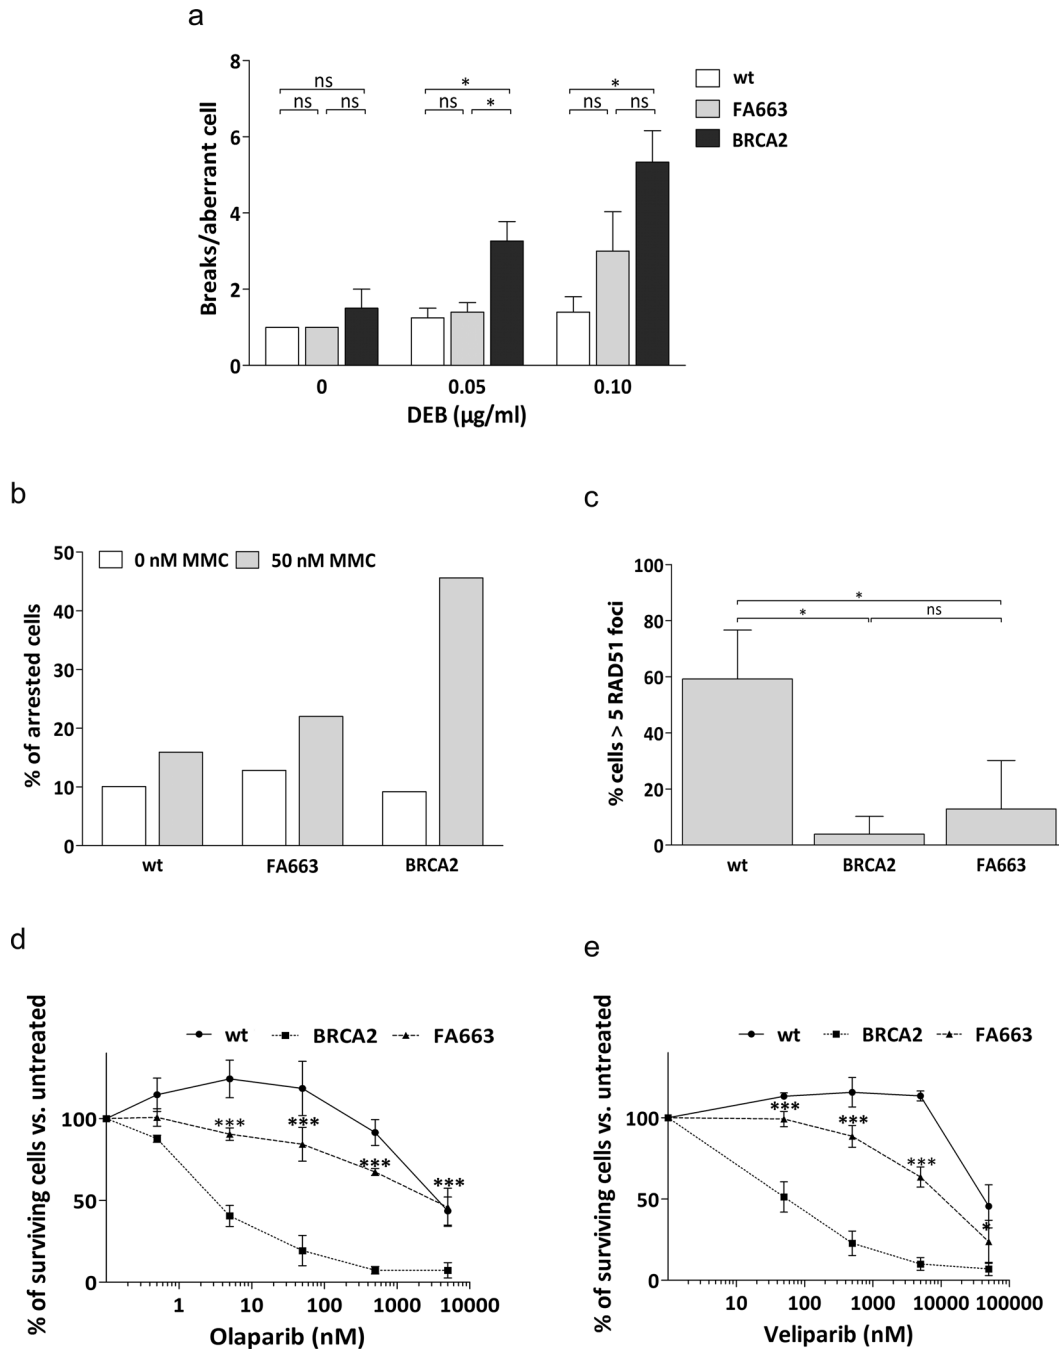 a
8
6
4
2
0
Breaks/aberrant cell
ns
ns ns
*
ns *
*
ns ns
wt
FA663
BRCA2
0 0.05 0.10
DEB (µg/ml)
b
50
40
30
20
10
0
% of arrested cells
0 nM MMC 50 nM MMC
wt FA663 BRCA2
c
100
80
60
40
20
0
% cells > 5 RAD51 foci
*
* ns
wt BRCA2 FA663
d
wt BRCA2 FA663
% of surviving cells vs. untreated
100
50
0
*** *** *** ***
1 10 100 1000 10000
Olaparib (nM)
e
wt BRCA2 FA663
% of surviving cells vs. untreated
100
50
0
*** *** *** *
10 100 1000 10000 100000
Veliparib (nM)